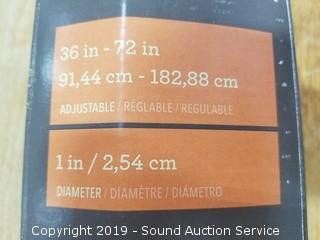 36 in - 72 in
91,44 cm - 182,88 cm
ADJUSTABLE / RÉGLABLE / REGULABLE
1 in / 2,54 cm
DIAMETER / DIAMÈTRE / DIÁMETRO
Copyright 2019 - Sound Auction Service